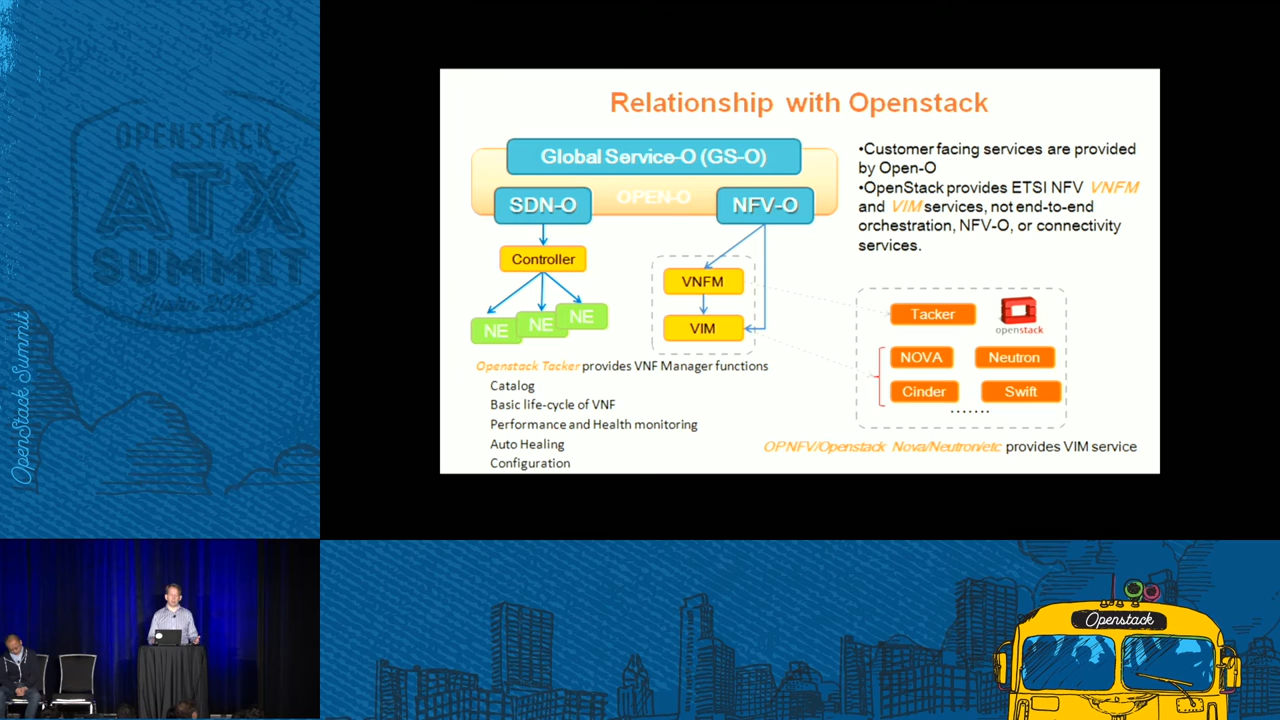 OPENSTACK
ATX
SUMMIT
OpenStack Summit
Relationship with Openstack
Global Service-O (GS-O)
SDN-O
OPEN-O
NFV-O
Controller
NE
NE
NE
VNFM
VIM
•Customer facing services are provided
by Open-O
•OpenStack provides ETSI NFV VNFM
and VIM services, not end-to-end
orchestration, NFV-O, or connectivity
services.
Tacker
openstack
NOVA
Neutron
Cinder
Swift
.......
Openstack Tacker provides VNF Manager functions
Catalog
Basic life-cycle of VNF
Performance and Health monitoring
Auto Healing
Configuration
OPNFV/Openstack Nova/Neutron/etc provides VIM service
Openstack